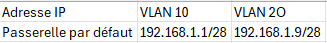 Adresse IP VLAN 10 VLAN 2O
Passerelle par défaut 192.168.1.1/28 192.168.1.9/28